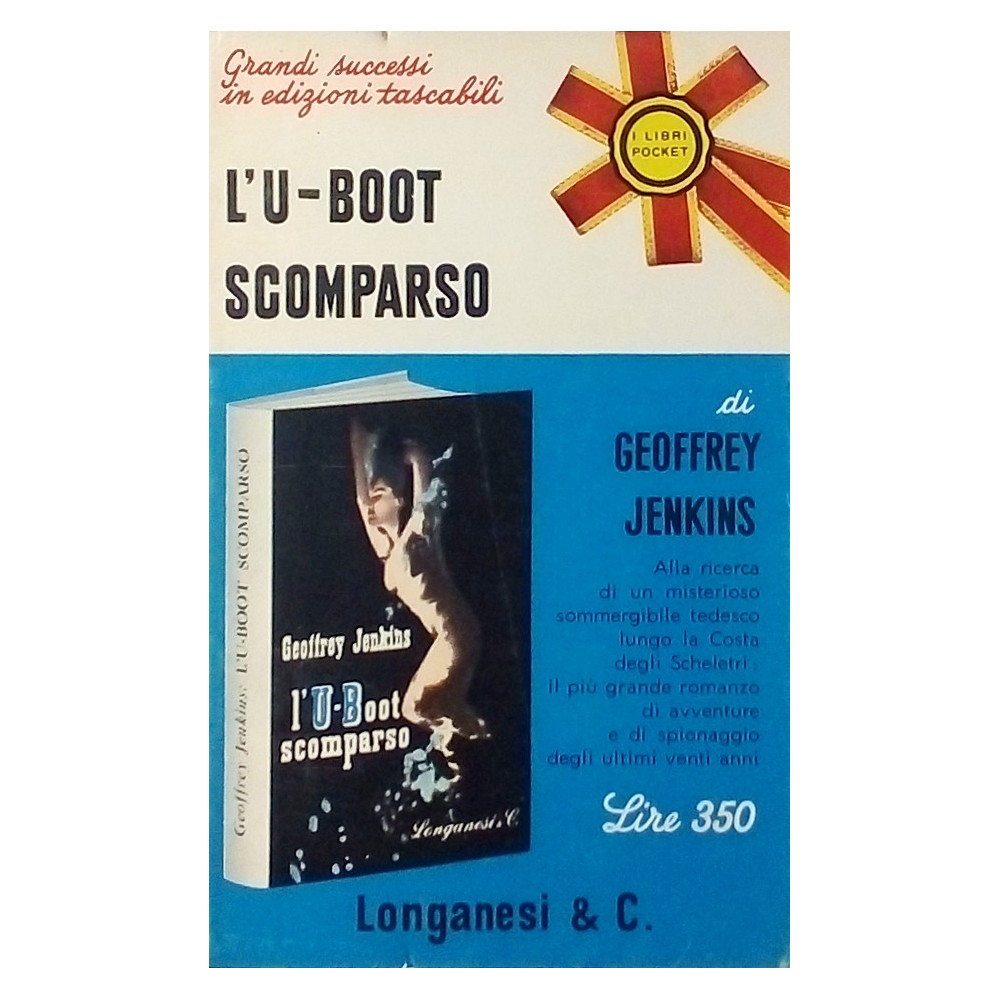 Grandi successi
in edizioni tascabili
I LIBRI
POCKET
L'U-BOOT
SCOMPARSO
di
GEOFFREY
JENKINS
Alla ricerca
di un misterioso
sommergibile tedesco
lungo la Costa
degli Scheletri:
il più grande romanzo
di avventure
e di spionaggio
degli ultimi venti anni
Lire 350
Geoffrey Jenkins: L'U-BOOT SCOMPARSO
Geoffrey Jenkins
l'U-Boot
scomparso
Longanesi & C.
Longanesi & C.